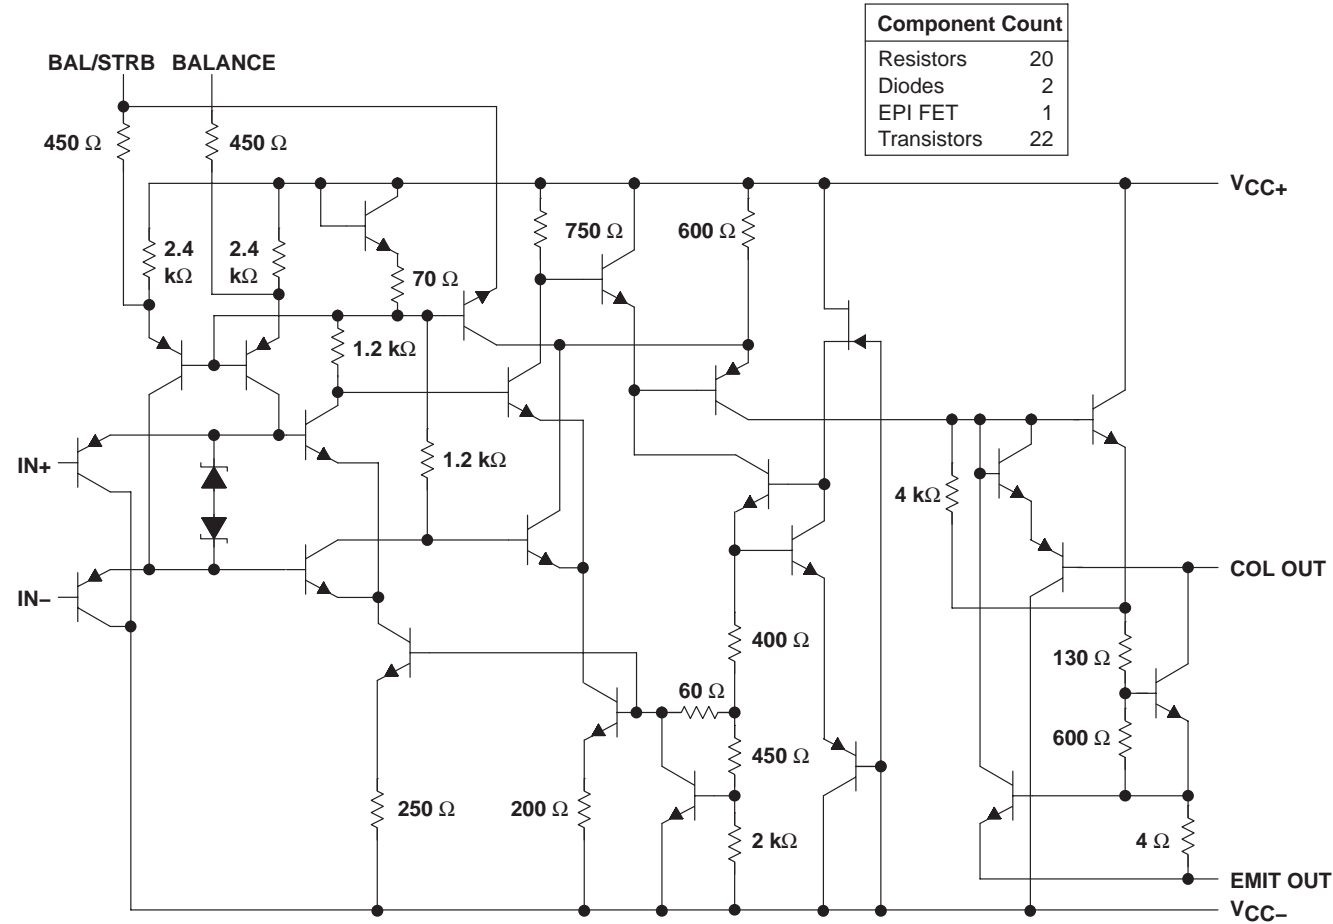 Component Count
Resistors 20
Diodes 2
EPI FET 1
Transistors 22
BAL/STRB BALANCE
450 Ω 450 Ω
VCC+
2.4 kΩ
2.4 kΩ
70 Ω
750 Ω
600 Ω
1.2 kΩ
IN+
1.2 kΩ
4 kΩ
COL OUT
IN−
400 Ω
130 Ω
60 Ω
600 Ω
450 Ω
250 Ω
200 Ω
2 kΩ
4 Ω
EMIT OUT
VCC−